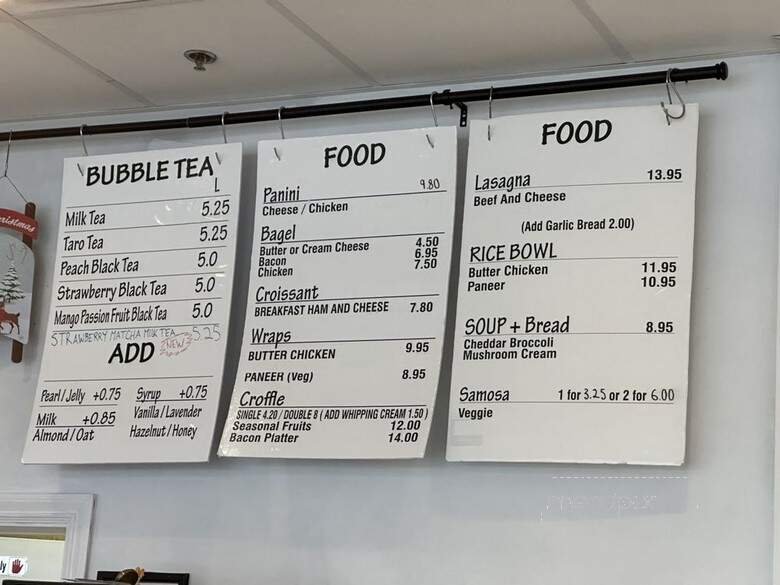 BUBBLE TEA
L
Milk Tea 5.25
Taro Tea 5.25
Peach Black Tea 5.0
Strawberry Black Tea 5.0
Mango Passion Fruit Black Tea 5.0
STRAWBERRY MATCHA MILK TEA NEW 5.25
ADD
Pearl/Jelly +0.75
Milk +0.85
Almond/Oat
Syrup +0.75
Vanilla/Lavender
Hazelnut/Honey
FOOD
Panini 9.80
Cheese / Chicken
Bagel
Butter or Cream Cheese 4.50
Bacon 6.95
Chicken 7.50
Croissant
BREAKFAST HAM AND CHEESE 7.80
Wraps
BUTTER CHICKEN 9.95
PANEER (Veg) 8.95
Croffle
SINGLE 4.20 / DOUBLE 8 ( ADD WHIPPING CREAM 1.50 )
Seasonal Fruits 12.00
Bacon Platter 14.00
FOOD
Lasagna 13.95
Beef And Cheese
(Add Garlic Bread 2.00)
RICE BOWL
Butter Chicken 11.95
Paneer 10.95
SOUP + Bread 8.95
Cheddar Broccoli
Mushroom Cream
Samosa 1 for 3.25 or 2 for 6.00
Veggie